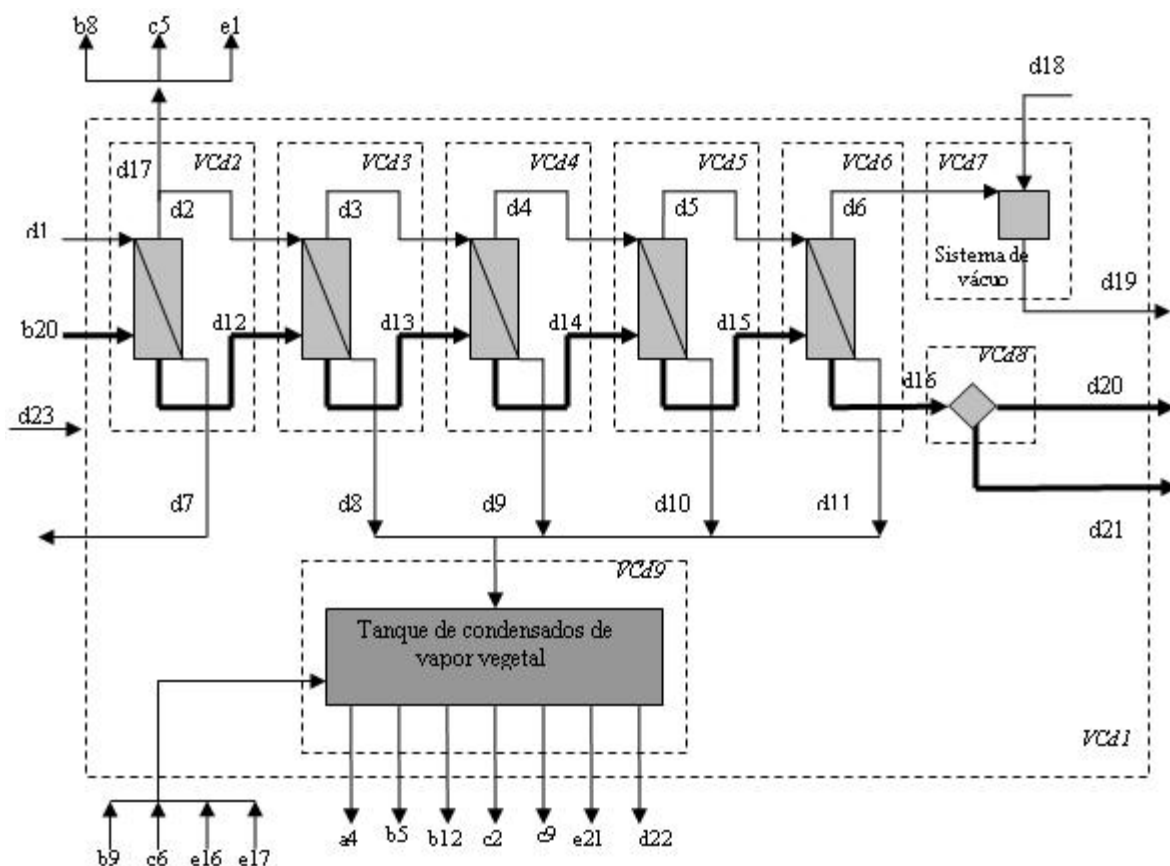 b8 c5 e1
d18
VCd2 VCd3 VCd4 VCd5 VCd6 VCd7
d17
d2 d3 d4 d5 d6
d1
Sistema de
vácuo
d19
b20
d12 d13 d14 d15
VCd8
d16
d20
d23
d7 d8 d9 d10 d11
d21
VCd9
Tanque de condensados de
vapor vegetal
VCd1
a4 b5 b12 c2 c9 e21 d22
b9 c6 e16 e17